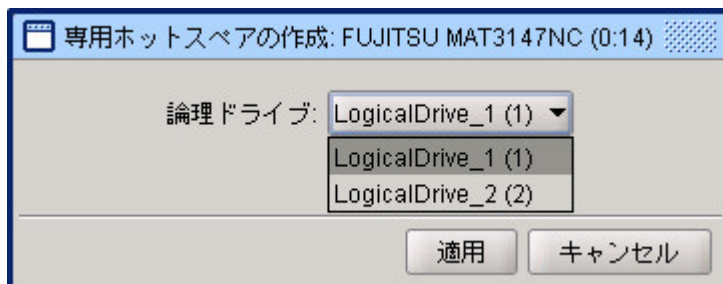 専用ホットスペアの作成: FUJITSU MAT3147NC (0:14)
論理ドライブ: LogicalDrive_1 (1)
LogicalDrive_1 (1)
LogicalDrive_2 (2)
適用 キャンセル